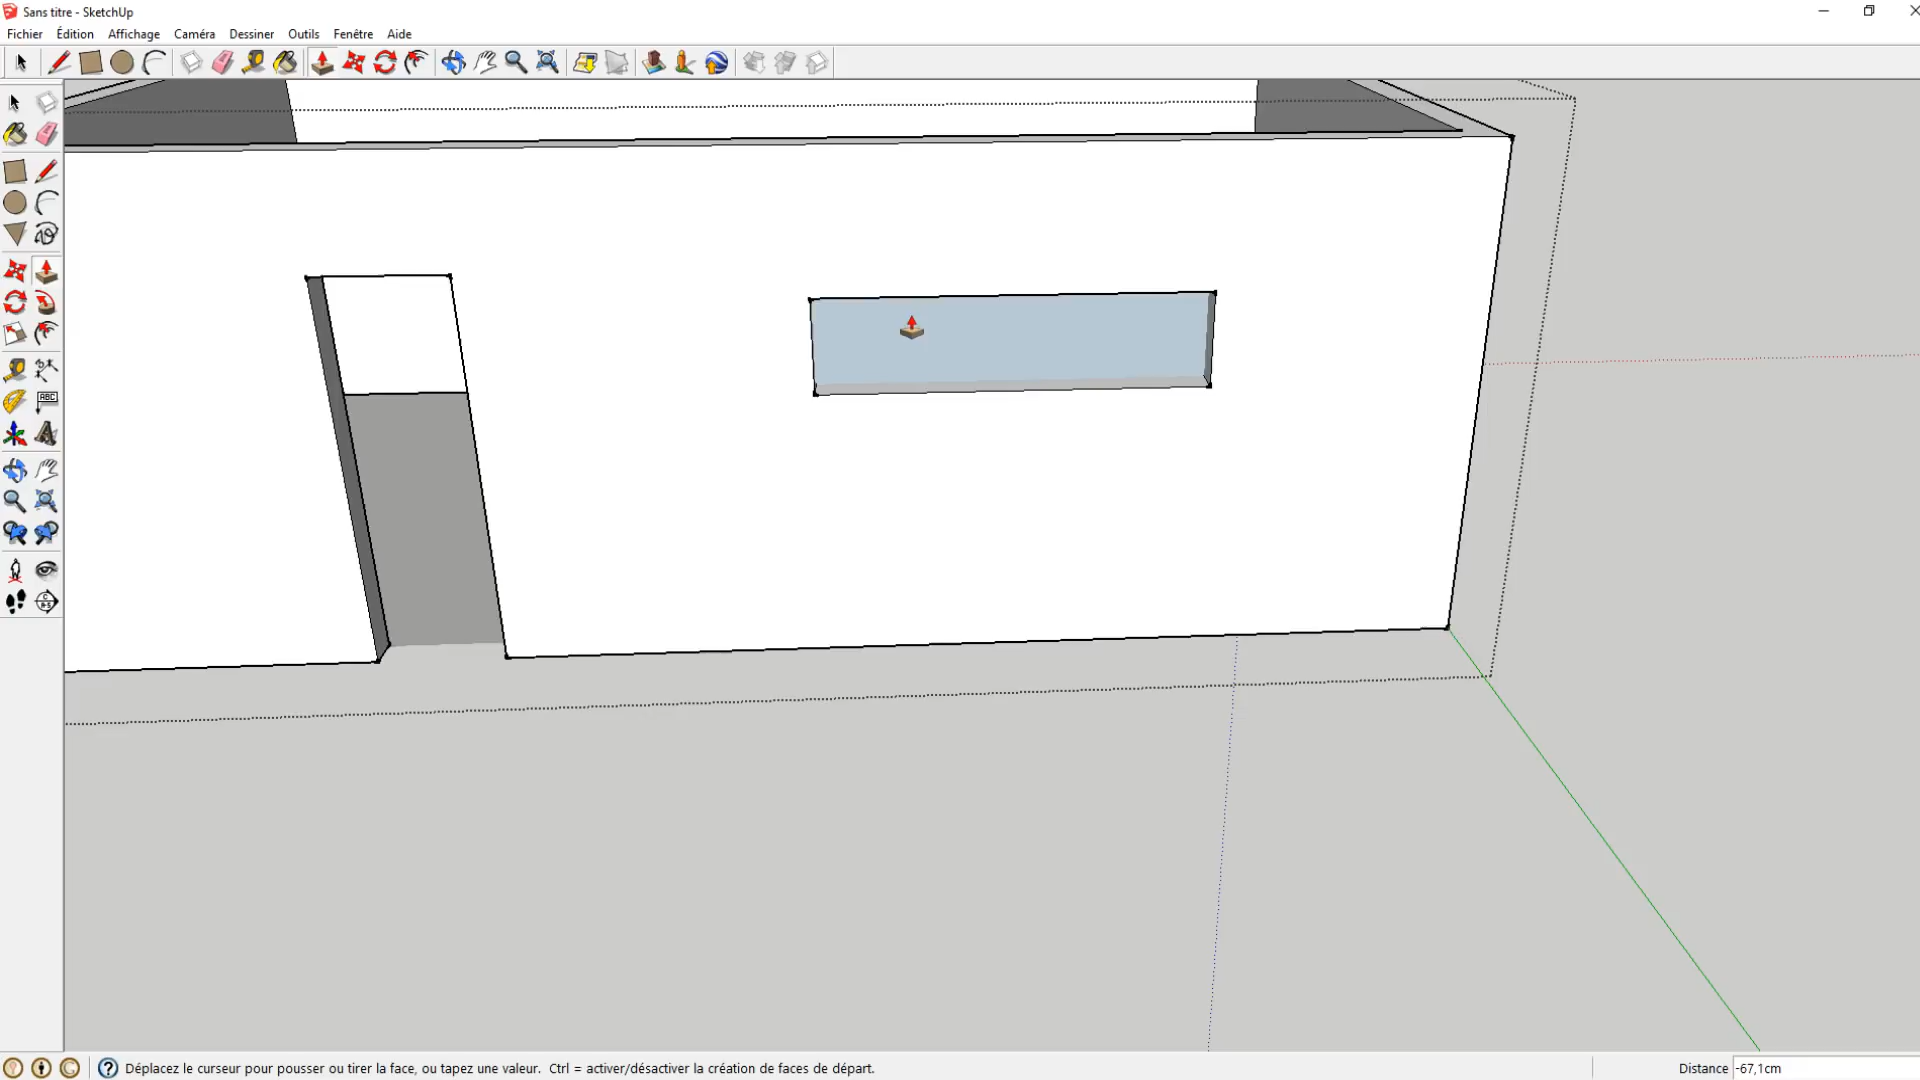 Sans titre - SketchUp
Fichier Édition Affichage Caméra Dessiner Outils Fenêtre Aide
ABC
Déplacez le curseur pour pousser ou tirer la face, ou tapez une valeur. Ctrl = activer/désactiver la création de faces de départ.
Distance -67,1cm